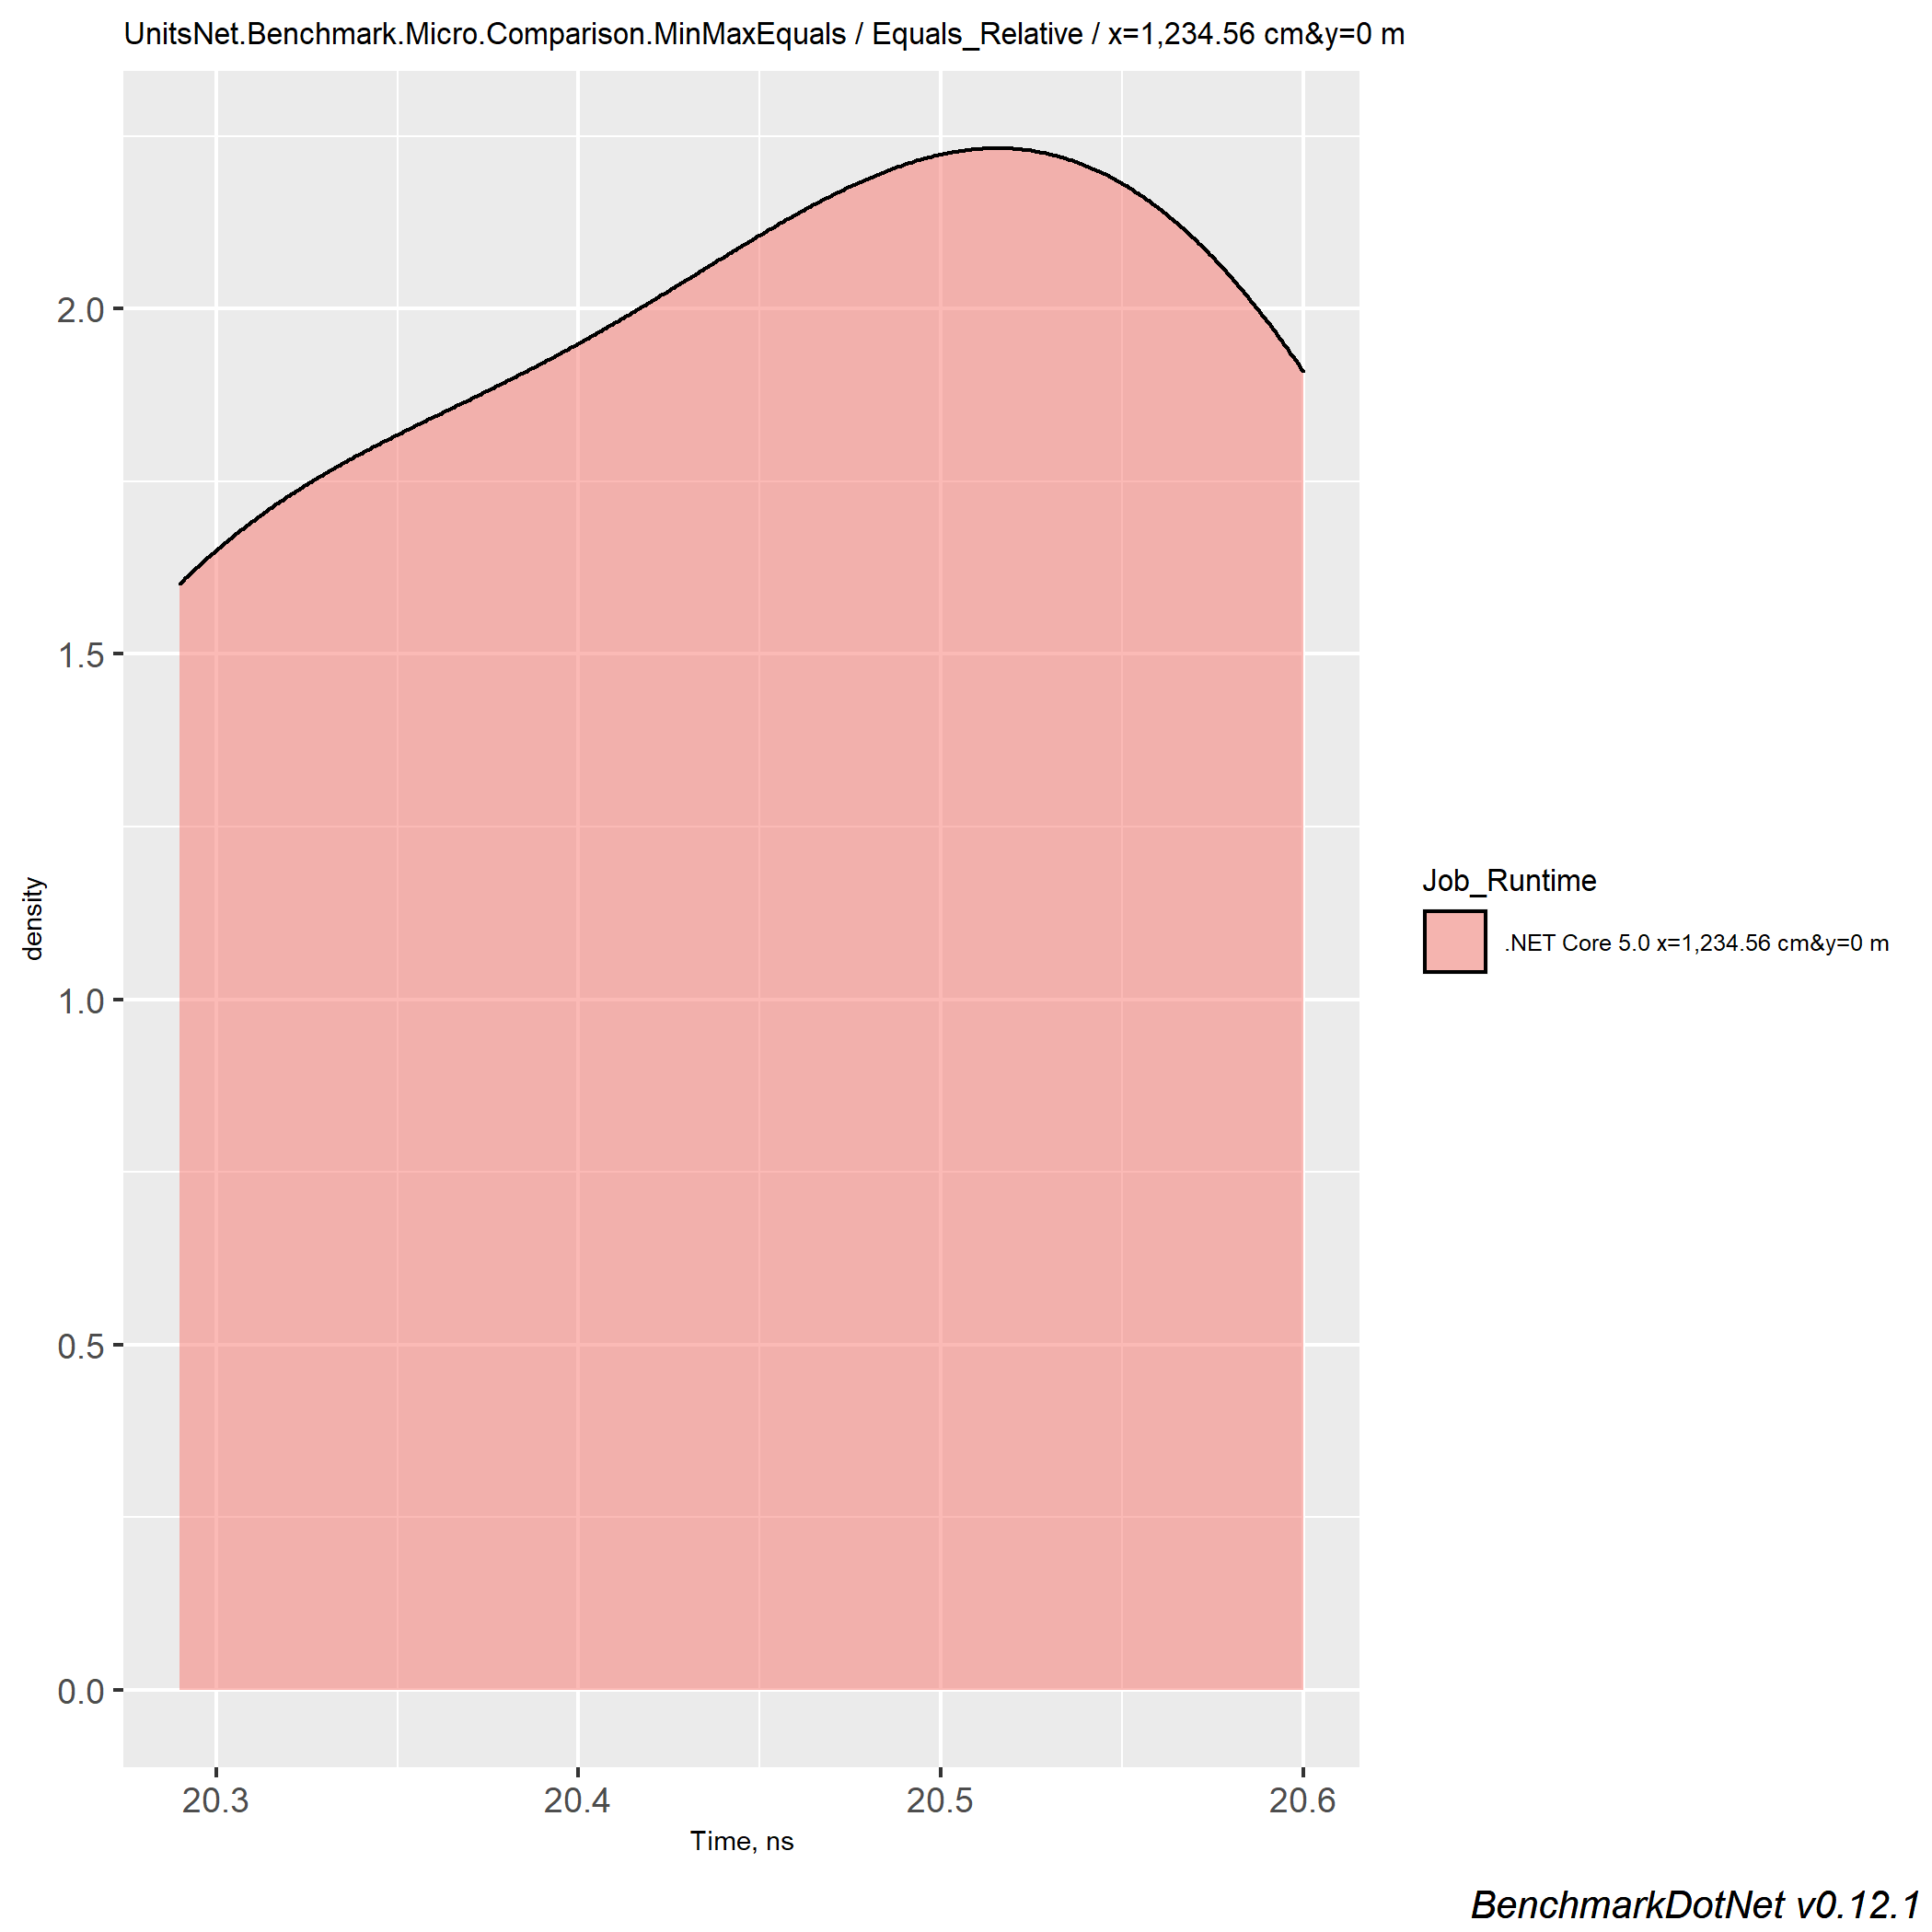 UnitsNet.Benchmark.Micro.Comparison.MinMaxEquals / Equals_Relative / x=1,234.56 cm&y=0 m
2.0
1.5
1.0
0.5
0.0
density
20.3 20.4 20.5 20.6
Time, ns
Job_Runtime
.NET Core 5.0 x=1,234.56 cm&y=0 m
BenchmarkDotNet v0.12.1